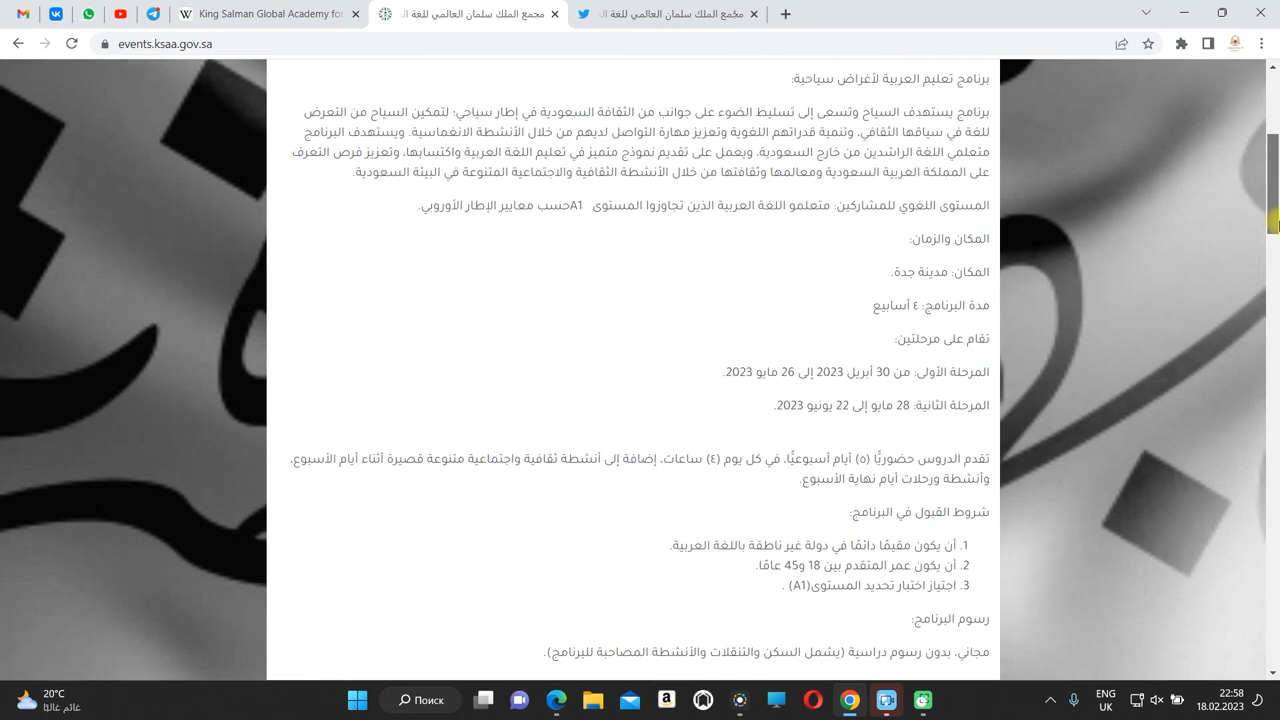 King Salman Global Academy for
مجمع الملك سلمان العالمي للغة ال
مجمع الملك سلمان العالمي للغة ال
events.ksaa.gov.sa
برنامج تعليم العربية لأغراض سياحية:
برنامج يستهدف السياح وتسعى إلى تسليط الضوء على جوانب من الثقافة السعودية في إطار سياحي؛ لتمكين السياح من التعرض
للغة في سياقها الثقافي، وتنمية قدراتهم اللغوية وتعزيز مهارة التواصل لديهم من خلال الأنشطة الانغماسية. ويستهدف البرنامج
متعلمي اللغة الراشدين من خارج السعودية، ويعمل على تقديم نموذج متميز في تعليم اللغة العربية واكتسابها، وتعزيز فرص التعرف
على المملكة العربية السعودية ومعالمها وثقافتها من خلال الأنشطة الثقافية والاجتماعية المتنوعة في البيئة السعودية.
المستوى اللغوي للمشاركين: متعلمو اللغة العربية الذين تجاوزوا المستوى A1حسب معايير الإطار الأوروبي.
المكان والزمان:
المكان: مدينة جدة.
مدة البرنامج: ٤ أسابيع
تقام على مرحلتين:
المرحلة الأولى: من 30 أبريل 2023 إلى 26 مايو 2023.
المرحلة الثانية: 28 مايو إلى 22 يونيو 2023.
تقدم الدروس حضوريًّا (٥) أيام أسبوعيًّا، في كل يوم (٤) ساعات، إضافة إلى أنشطة ثقافية واجتماعية متنوعة قصيرة أثناء أيام الأسبوع،
وأنشطة ورحلات أيام نهاية الأسبوع.
شروط القبول في البرنامج:
1. أن يكون مقيمًا دائمًا في دولة غير ناطقة باللغة العربية.
2. أن يكون عمر المتقدم بين 18 و45 عامًا.
3. اجتياز اختبار تحديد المستوى(A1) .
رسوم البرنامج:
مجاني، بدون رسوم دراسية (يشمل السكن والتنقلات والأنشطة المصاحبة للبرنامج).
20°C
غائم غالبًا
Поиск
ENG
UK
22:58
18.02.2023